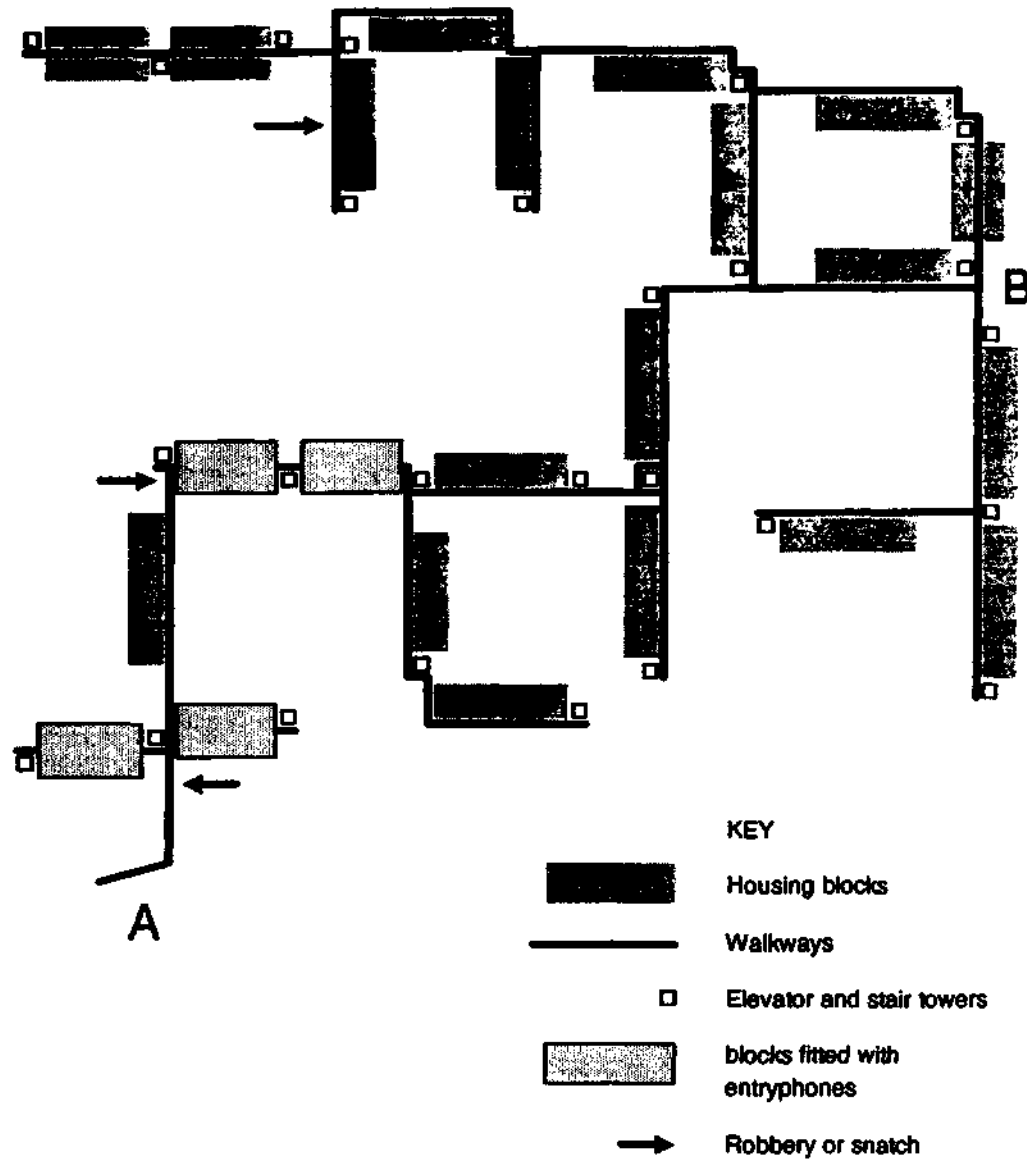 B
A
KEY
Housing blocks
Walkways
Elevator and stair towers
blocks fitted with
entryphones
Robbery or snatch